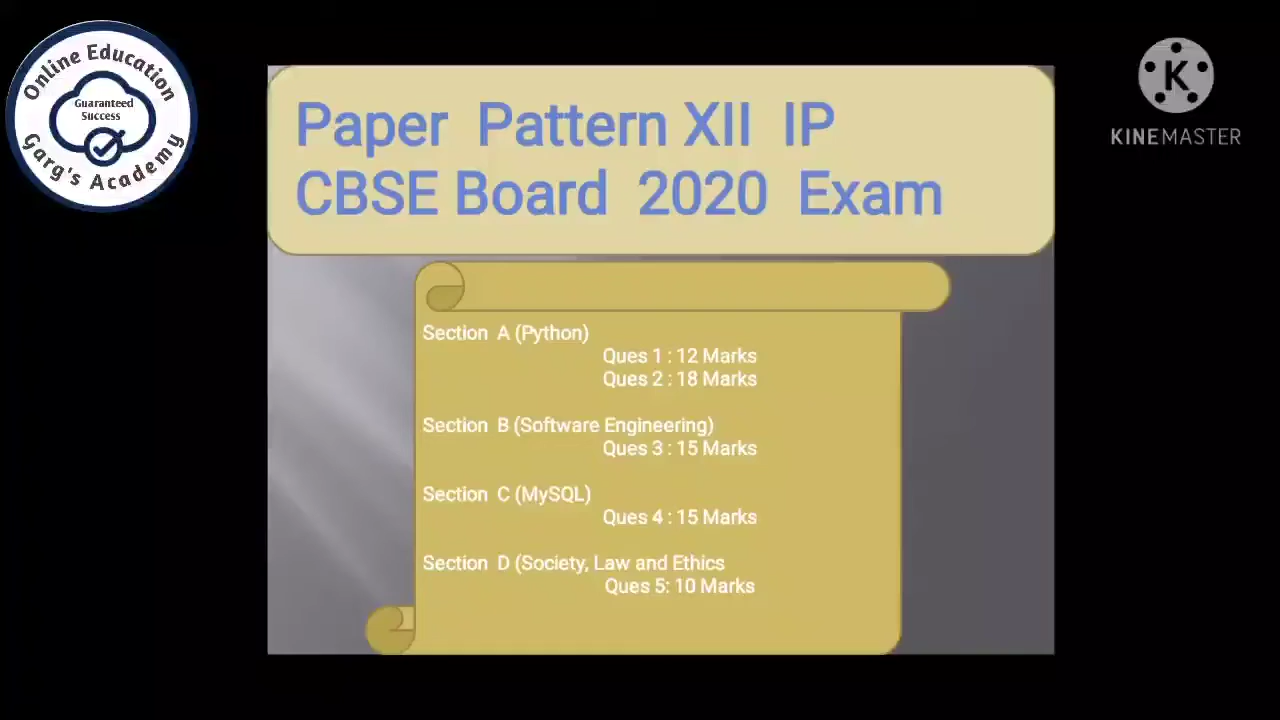 Online Education
Guaranteed
Success
Garg's Academy
K
KINEMASTER
Paper Pattern XII IP
CBSE Board 2020 Exam
Section A (Python)
Ques 1 : 12 Marks
Ques 2 : 18 Marks
Section B (Software Engineering)
Ques 3 : 15 Marks
Section C (MySQL)
Ques 4 : 15 Marks
Section D (Society, Law and Ethics
Ques 5: 10 Marks